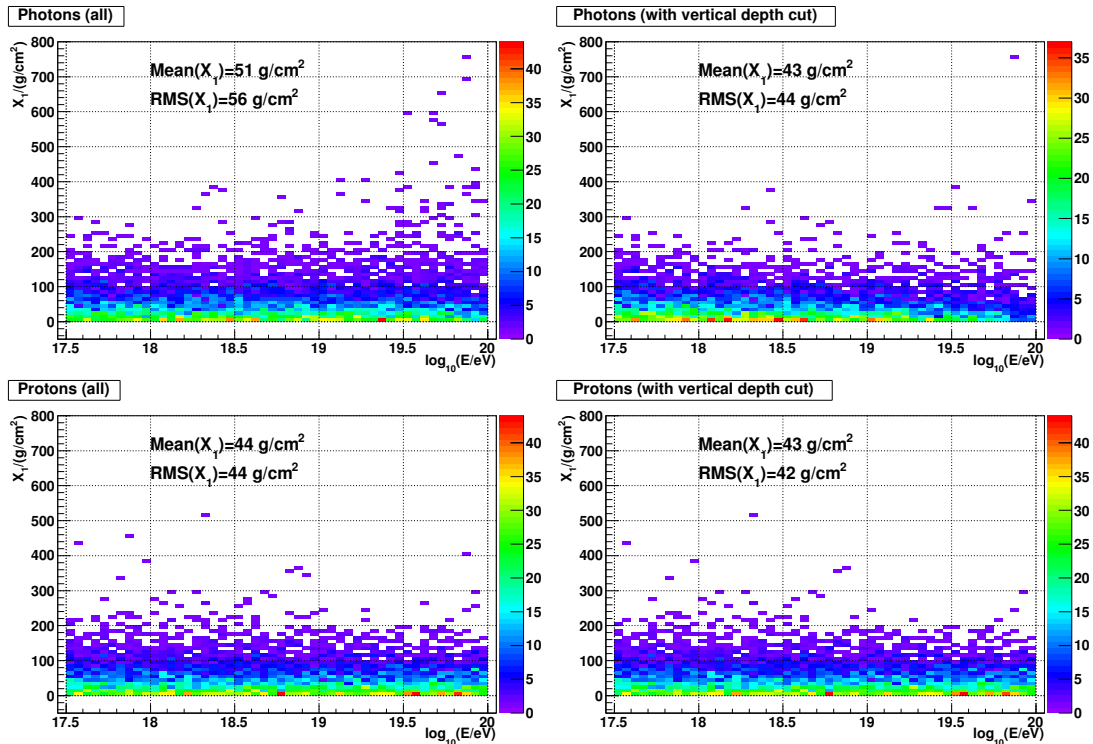 Photons (all)
X₁/(g/cm²)
800
700
600
500
400
300
200
100
0
Mean(X₁)=51 g/cm²
RMS(X₁)=56 g/cm²
17.5 18 18.5 19 19.5 20
log₁₀(E/eV)
40
35
30
25
20
15
10
5
0
Photons (with vertical depth cut)
X₁/(g/cm²)
800
700
600
500
400
300
200
100
0
Mean(X₁)=43 g/cm²
RMS(X₁)=44 g/cm²
17.5 18 18.5 19 19.5 20
log₁₀(E/eV)
35
30
25
20
15
10
5
0
Protons (all)
X₁/(g/cm²)
800
700
600
500
400
300
200
100
0
Mean(X₁)=44 g/cm²
RMS(X₁)=44 g/cm²
17.5 18 18.5 19 19.5 20
log₁₀(E/eV)
40
35
30
25
20
15
10
5
0
Protons (with vertical depth cut)
X₁/(g/cm²)
800
700
600
500
400
300
200
100
0
Mean(X₁)=43 g/cm²
RMS(X₁)=42 g/cm²
17.5 18 18.5 19 19.5 20
log₁₀(E/eV)
40
35
30
25
20
15
10
5
0